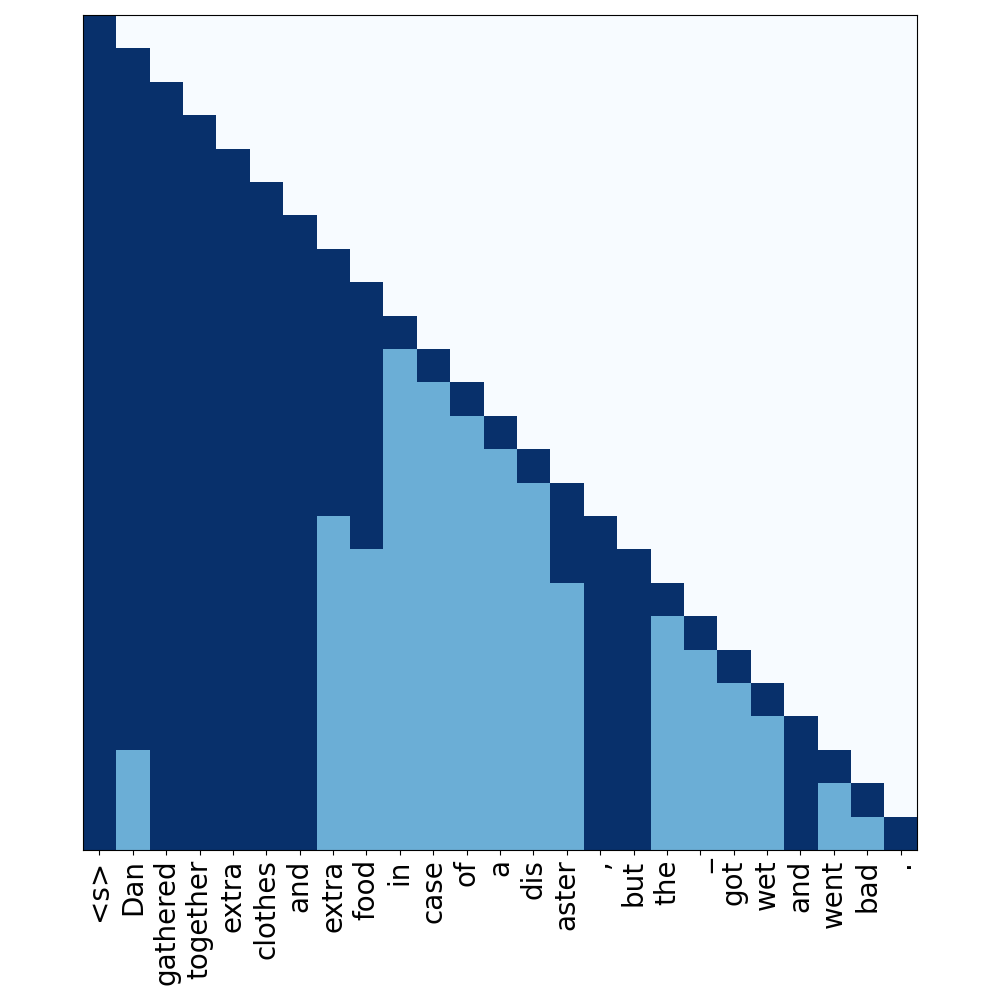 <s>
Dan
gathered
together
extra
clothes
and
extra
food
in
case
of
a
dis
aster
,
but
the
_
got
wet
and
went
bad
.